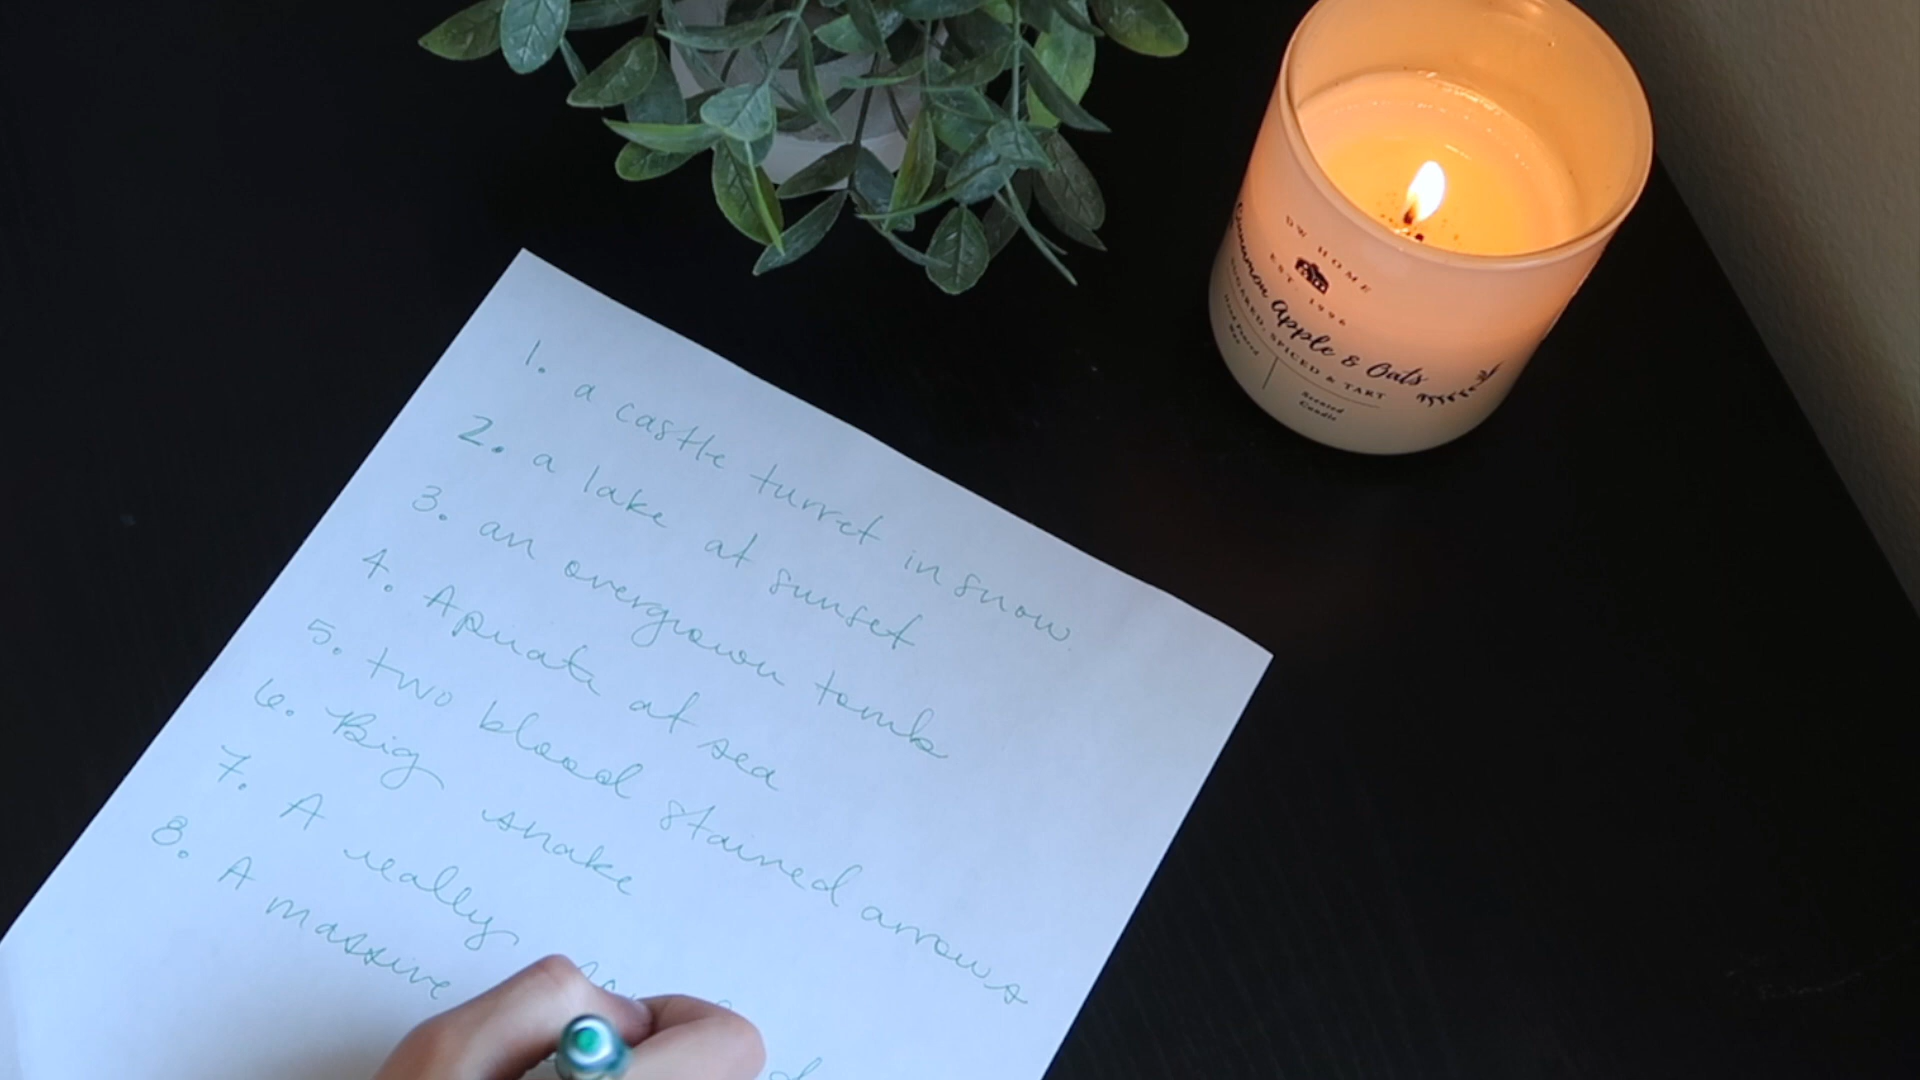 1. a castle turret in snow.
2. a lake at sunset
3. an overgrown tomb
4. A pirate at sea
5. two blood stained arrows
6. Big snake
7. A really
8. A massive
DW HOME
EST 1996
Apple & Oats
SUGARED, SPICED & TART
Scented
Candle